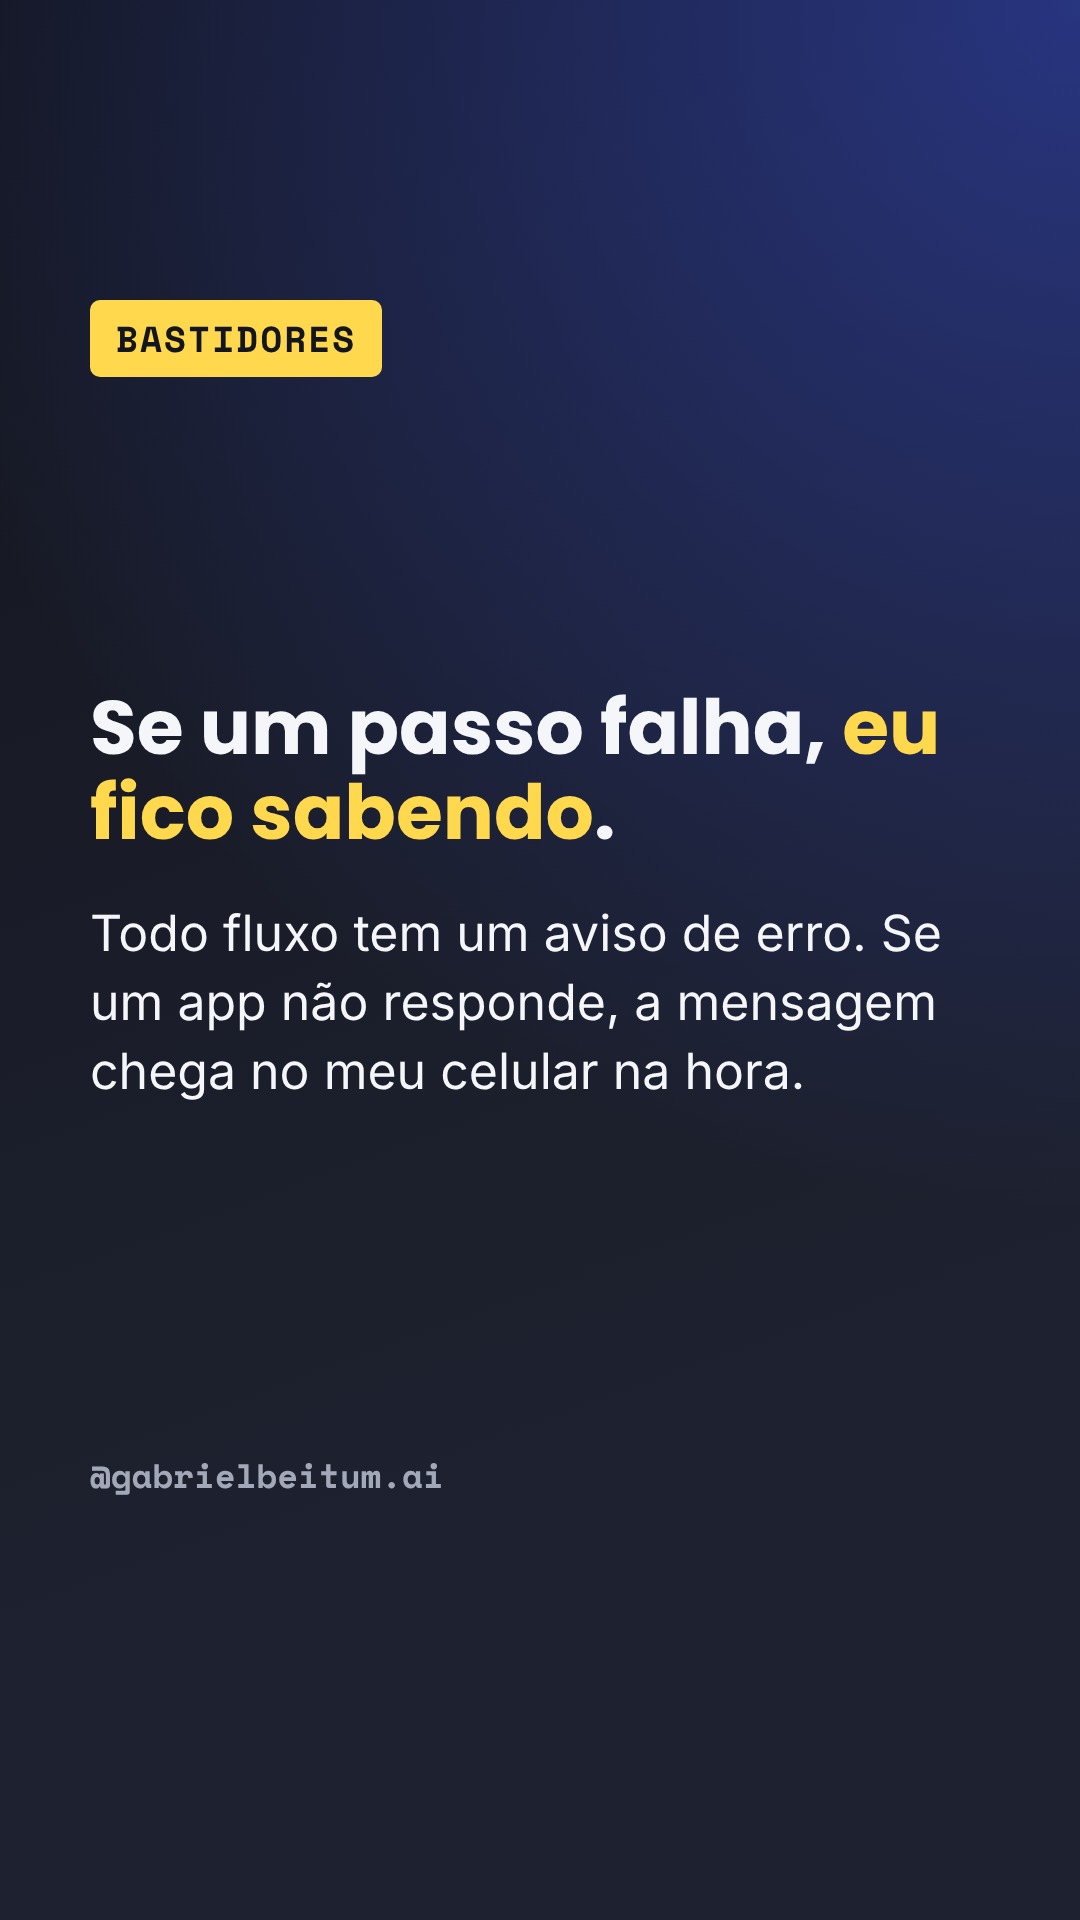 BASTIDORES
Se um passo falha, eu
fico sabendo.
Todo fluxo tem um aviso de erro. Se
um app não responde, a mensagem
chega no meu celular na hora.
@gabrielbeitum.ai